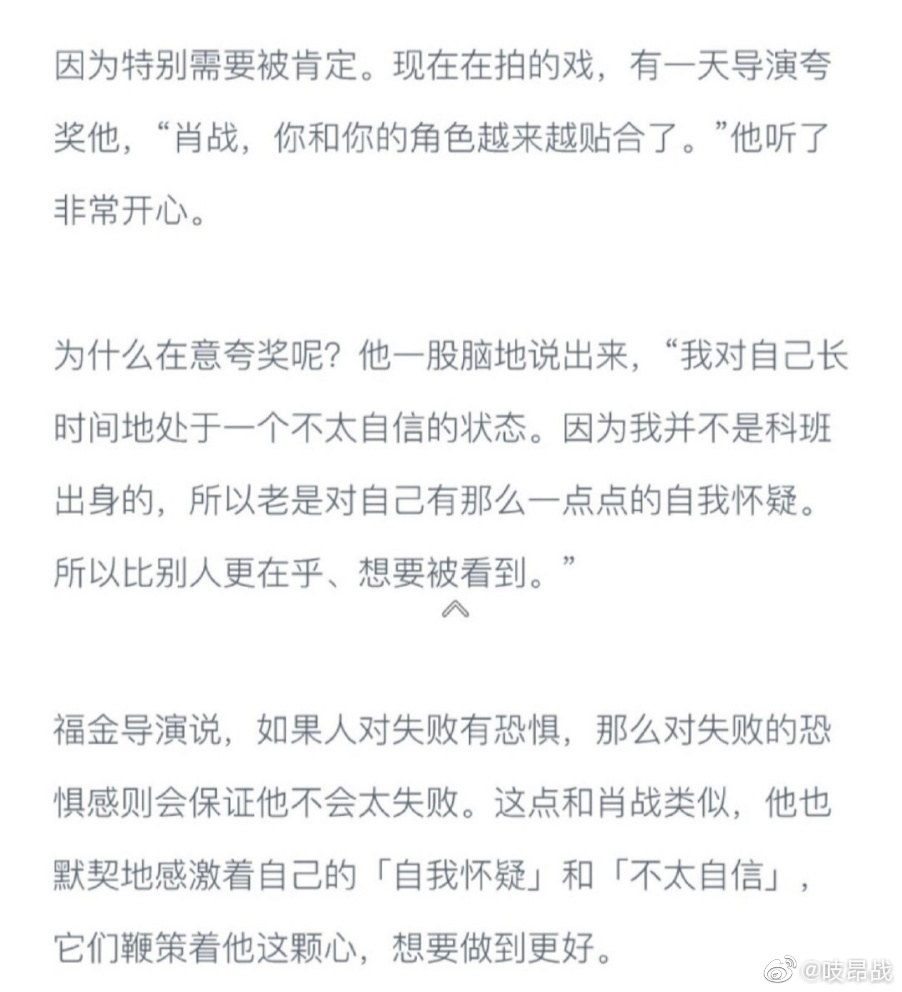 因为特别需要被肯定。现在在拍的戏，有一天导演夸
奖他，“肖战，你和你的角色越来越贴合了。”他听了
非常开心。
为什么在意夸奖呢？他一股脑地说出来，“我对自己长
时间地处于一个不太自信的状态。因为我并不是科班
出身的，所以老是对自己有那么一点点的自我怀疑。
所以比别人更在乎、想要被看到。”
福金导演说，如果人对失败有恐惧，那么对失败的恐
惧感则会保证他不会太失败。这点和肖战类似，他也
默契地感激着自己的「自我怀疑」和「不太自信」，
它们鞭策着他这颗心，想要做到更好。
@吱昂战